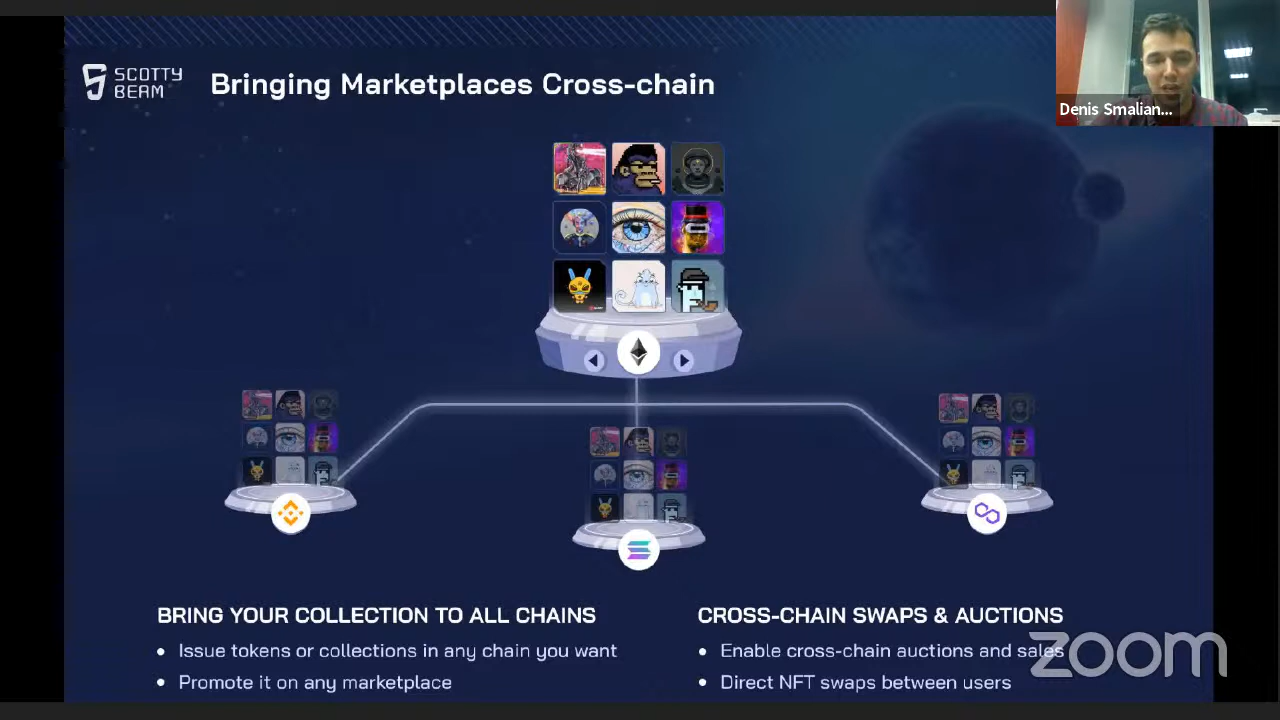 SCOTTY
BEAM
Bringing Marketplaces Cross-chain
Denis Smalian...
BRING YOUR COLLECTION TO ALL CHAINS
• Issue tokens or collections in any chain you want
• Promote it on any marketplace
CROSS-CHAIN SWAPS & AUCTIONS
• Enable cross-chain auctions and sales
• Direct NFT swaps between users
zoom